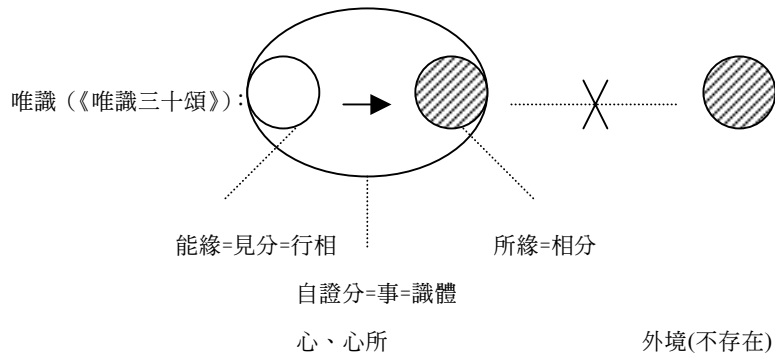 唯識（《唯識三十頌》）：
能緣=見分=行相
所緣=相分
自證分=事=識體
心、心所
外境(不存在)